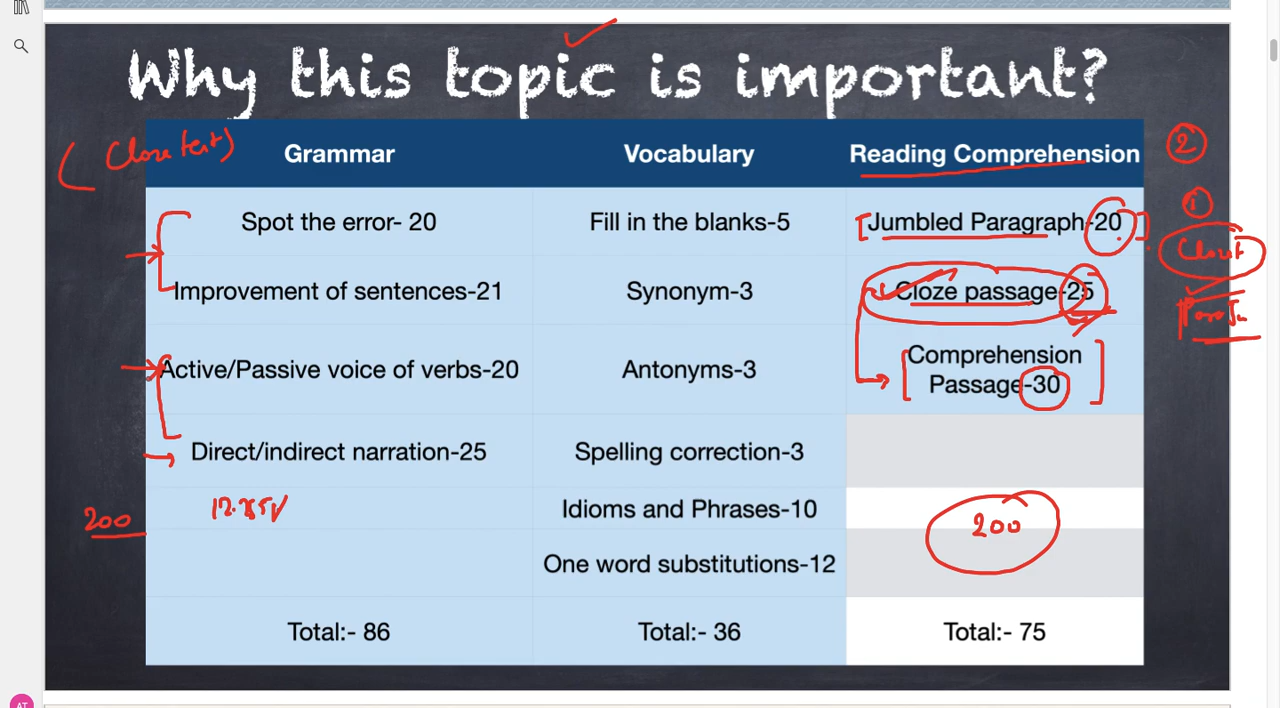 Why this topic is important?
(Cloze test)
Grammar
Vocabulary
Reading Comprehension
2
Spot the error- 20
Fill in the blanks-5
[Jumbled Paragraph-20]
1
Improvement of sentences-21
Synonym-3
Cloze passage-25
Active/Passive voice of verbs-20
Antonyms-3
[Comprehension
Passage-30]
Direct/indirect narration-25
Spelling correction-3
200
Idioms and Phrases-10
200
One word substitutions-12
Total:- 86
Total:- 36
Total:- 75
AT